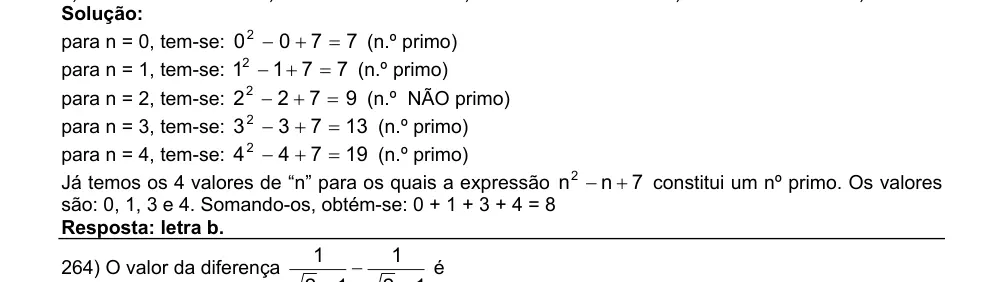 Solução:
para n = 0, tem-se: 0² − 0 + 7 = 7 (n.º primo)
para n = 1, tem-se: 1² − 1 + 7 = 7 (n.º primo)
para n = 2, tem-se: 2² − 2 + 7 = 9 (n.º NÃO primo)
para n = 3, tem-se: 3² − 3 + 7 = 13 (n.º primo)
para n = 4, tem-se: 4² − 4 + 7 = 19 (n.º primo)
Já temos os 4 valores de “n” para os quais a expressão n² − n + 7 constitui um nº primo. Os valores
são: 0, 1, 3 e 4. Somando-os, obtém-se: 0 + 1 + 3 + 4 = 8
Resposta: letra b.
264) O valor da diferença 1 − 1 é